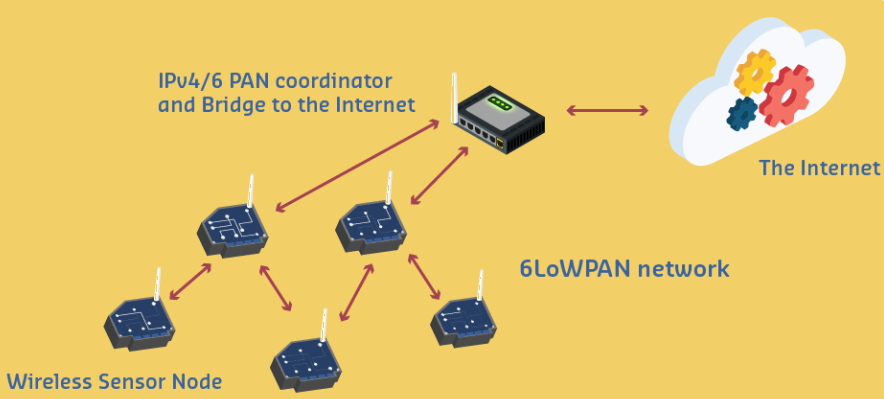 IPv4/6 PAN coordinator
and Bridge to the Internet
The Internet
6LoWPAN network
Wireless Sensor Node